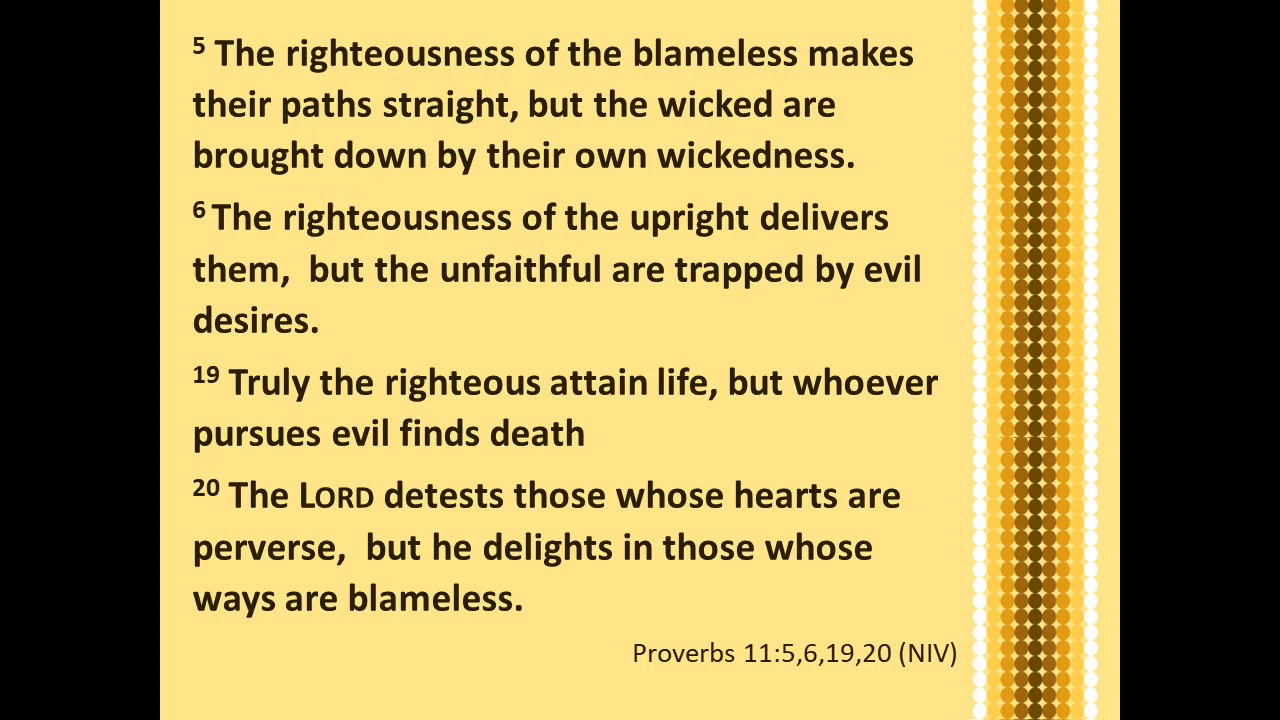 5 The righteousness of the blameless makes
their paths straight, but the wicked are
brought down by their own wickedness.
6 The righteousness of the upright delivers
them,  but the unfaithful are trapped by evil
desires.
19 Truly the righteous attain life, but whoever
pursues evil finds death
20 The LORD detests those whose hearts are
perverse,  but he delights in those whose
ways are blameless.
Proverbs 11:5,6,19,20 (NIV)